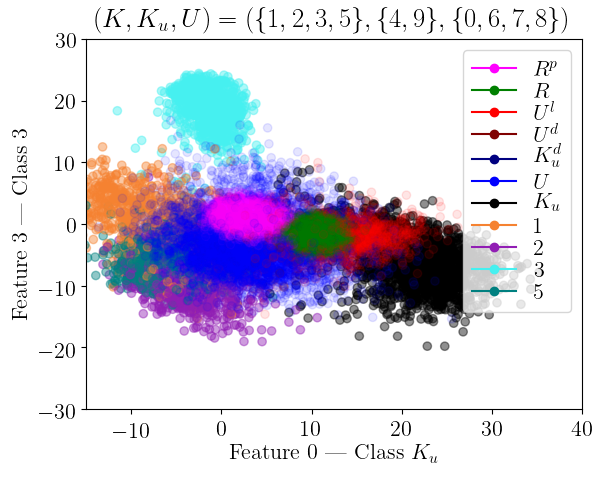 (K, K_u, U) = ({1, 2, 3, 5}, {4, 9}, {0, 6, 7, 8})
Feature 3 — Class 3
30
20
10
0
−10
−20
−30
−10
0
10
20
30
40
Feature 0 — Class K_u
R^p
R
U^l
U^d
K_u^d
U
K_u
1
2
3
5